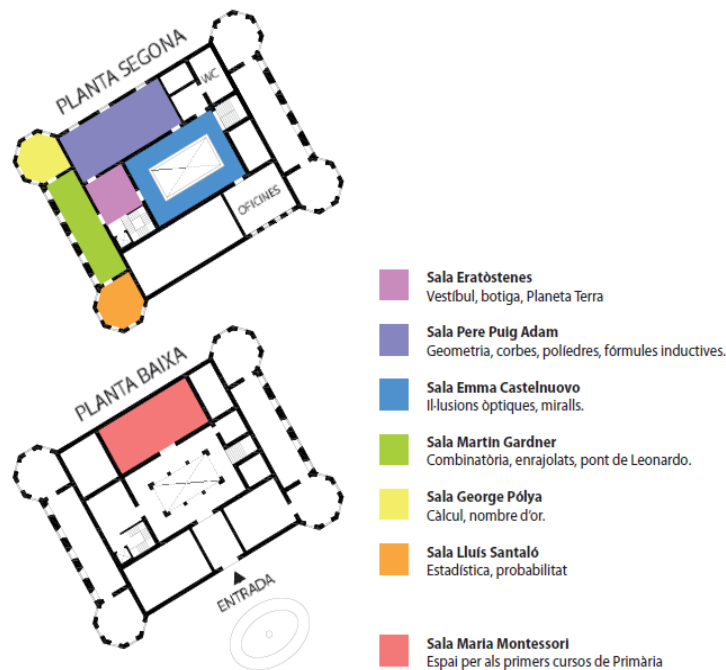 PLANTA SEGONA
WC
OFICINES
PLANTA BAIXA
ENTRADA
Sala Eratòstenes
Vestíbul, botiga, Planeta Terra
Sala Pere Puig Adam
Geometria, corbes, políedres, fórmules inductives.
Sala Emma Castelnuovo
Il·lusions òptiques, miralls.
Sala Martin Gardner
Combinatòria, enrajolats, pont de Leonardo.
Sala George Pólya
Càlcul, nombre d'or.
Sala Lluís Santaló
Estadística, probabilitat
Sala Maria Montessori
Espai per als primers cursos de Primària